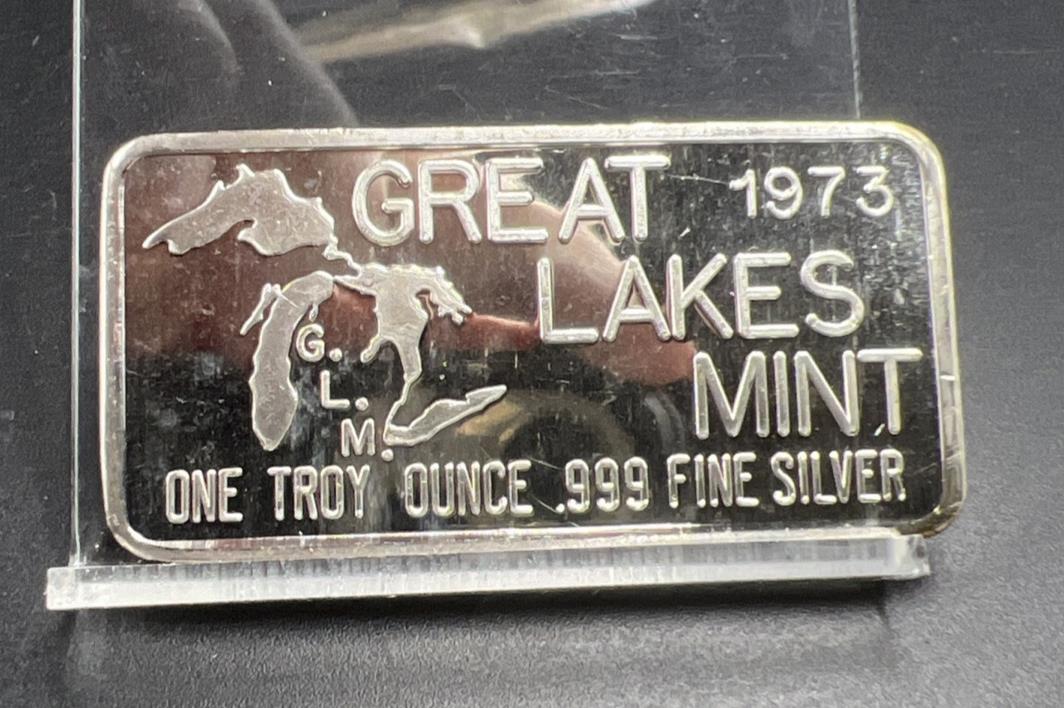 GREAT 1973
LAKES
MINT
G.
L.
M.
ONE TROY OUNCE .999 FINE SILVER